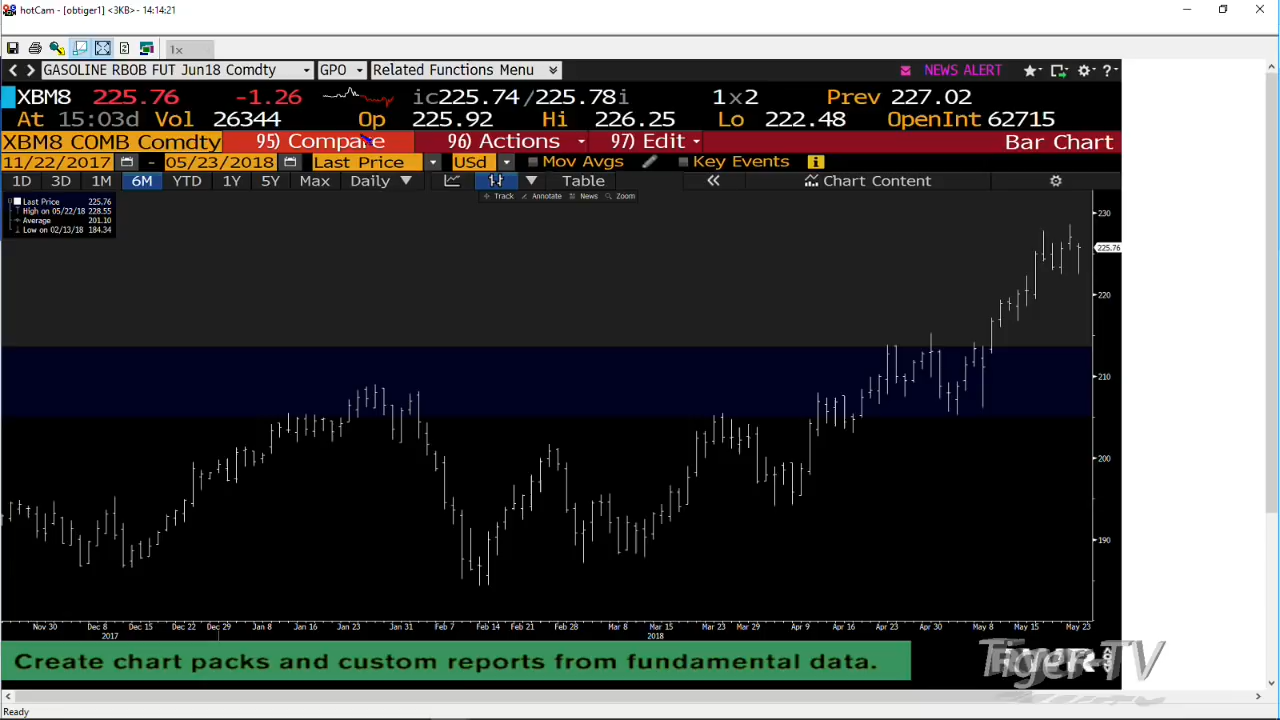 hotCam - [obtiger1] <3KB> - 14:14:21
1x
GASOLINE RBOB FUT Jun18 Comdty GPO Related Functions Menu NEWS ALERT
XBM8 225.76 -1.26 ic225.74/225.78i 1x2 Prev 227.02
At 15:03d Vol 26344 Op 225.92 Hi 226.25 Lo 222.48 OpenInt 62715
XBM8 COMB Comdty 95) Compare 96) Actions 97) Edit Bar Chart
11/22/2017 - 05/23/2018 Last Price USd Mov Avgs Key Events
1D 3D 1M 6M YTD 1Y 5Y Max Daily Table « Chart Content
Track Annotate News Zoom
Last Price 225.76
High on 05/22/18 228.55
Average 201.10
Low on 02/13/18 184.34
230
225.76
220
210
200
190
Nov 30 Dec 8 Dec 15 Dec 22 Dec 29 Jan 8 Jan 16 Jan 23 Jan 31 Feb 7 Feb 14 Feb 21 Feb 28 Mar 8 Mar 15 Mar 23 Mar 29 Apr 9 Apr 16 Apr 23 Apr 30 May 8 May 15 May 23
2017 2018
Create chart packs and custom reports from fundamental data.
Tiger-TV
Ready